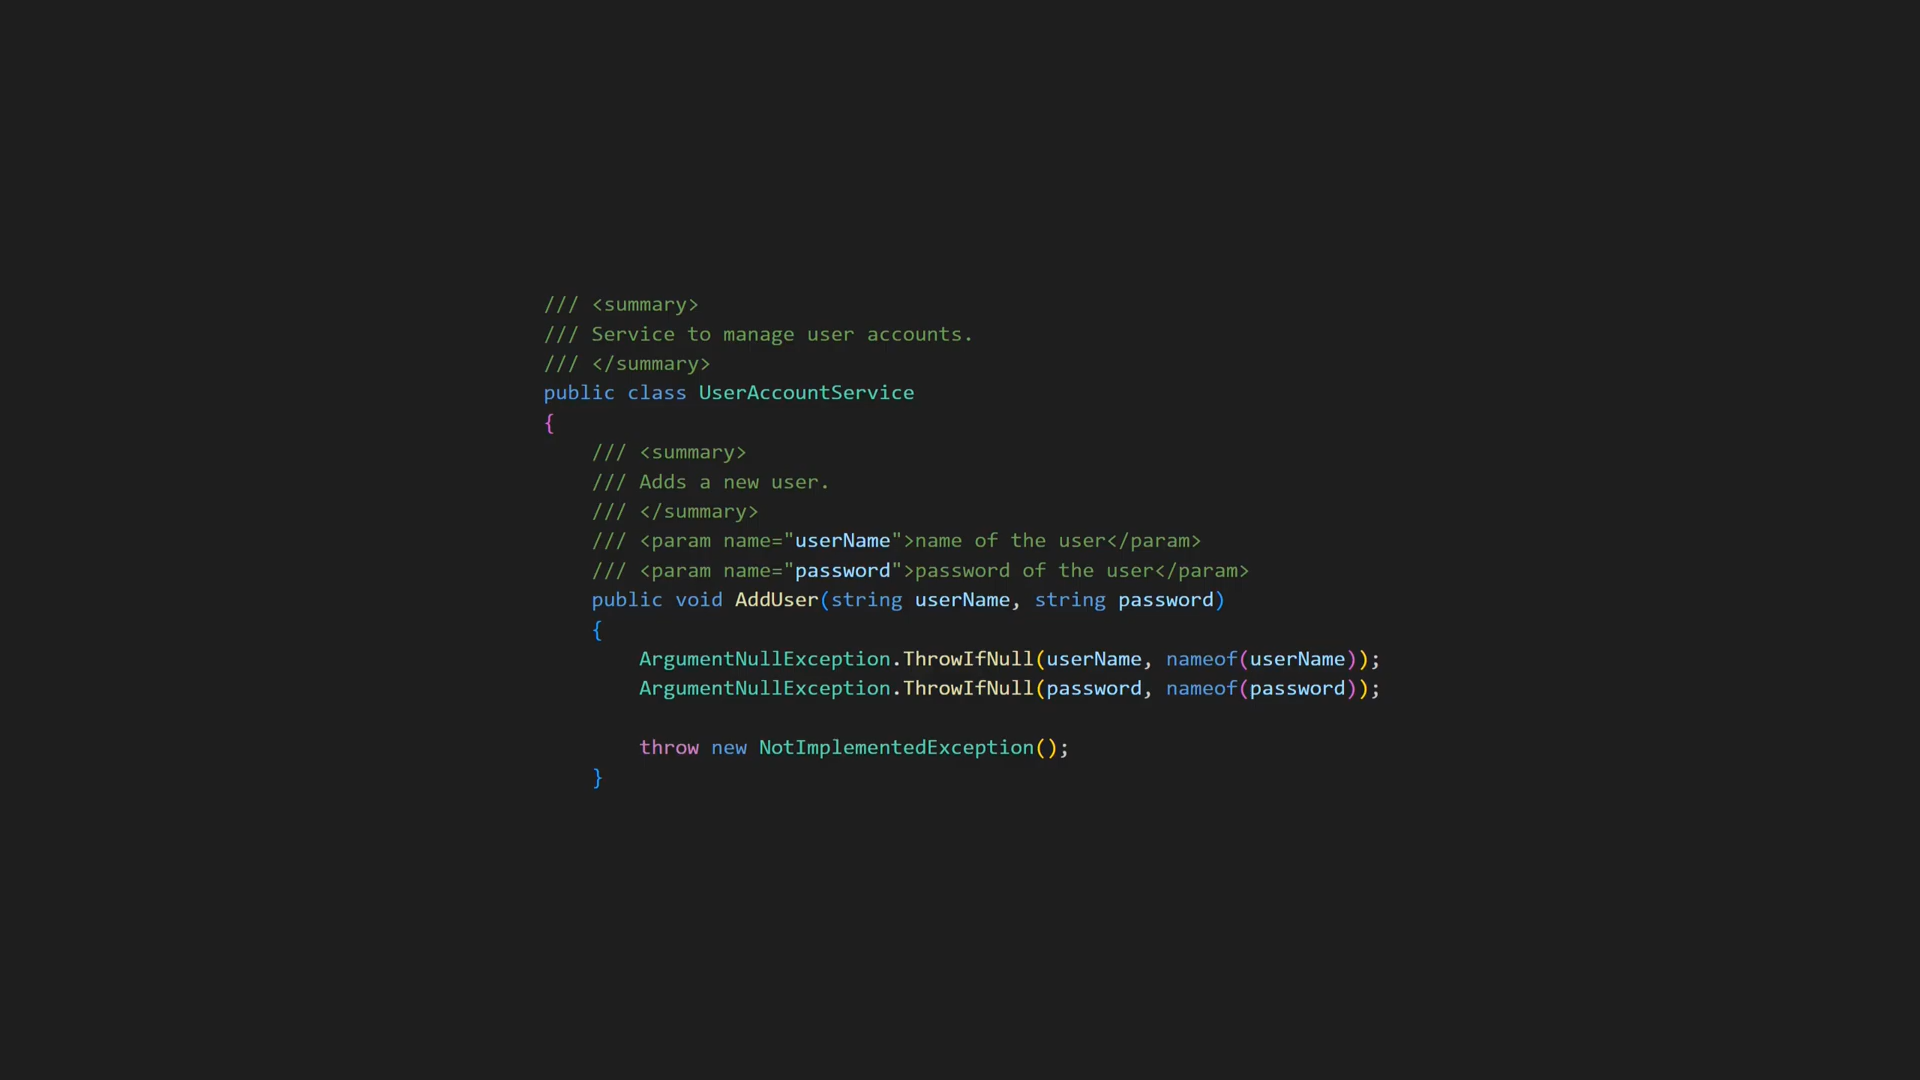 /// <summary>
/// Service to manage user accounts.
/// </summary>
public class UserAccountService
{
    /// <summary>
    /// Adds a new user.
    /// </summary>
    /// <param name="userName">name of the user</param>
    /// <param name="password">password of the user</param>
    public void AddUser(string userName, string password)
    {
        ArgumentNullException.ThrowIfNull(userName, nameof(userName));
        ArgumentNullException.ThrowIfNull(password, nameof(password));

        throw new NotImplementedException();
    }